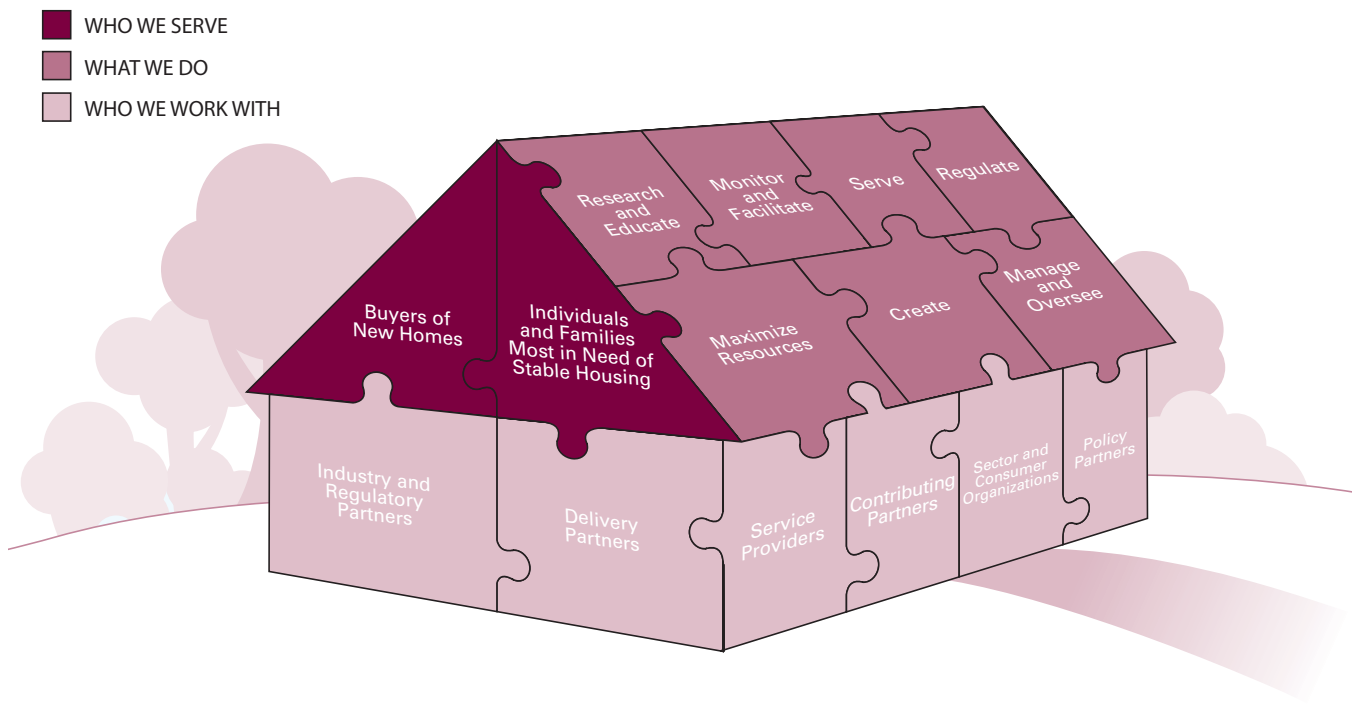 WHO WE SERVE
WHAT WE DO
WHO WE WORK WITH
Research
and
Educate
Monitor
and
Facilitate
Serve
Regulate
Maximize
Resources
Create
Manage
and
Oversee
Buyers of
New Homes
Individuals
and Families
Most in Need of
Stable Housing
Industry and
Regulatory
Partners
Delivery
Partners
Service
Providers
Contributing
Partners
Sector and
Consumer
Organizations
Policy
Partners